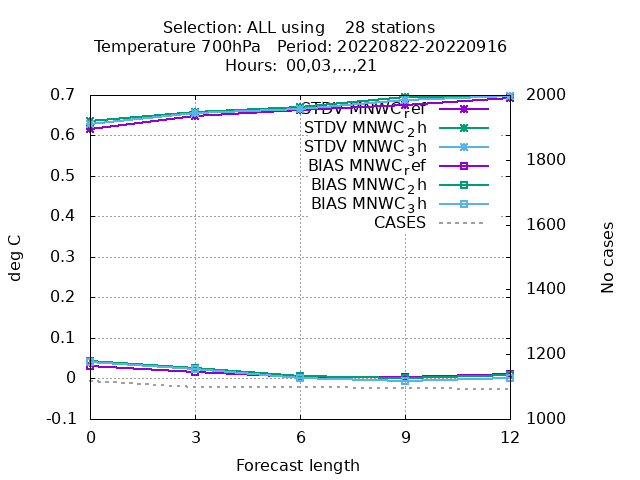 Selection: ALL using    28 stations
Temperature 700hPa   Period: 20220822-20220916
Hours:  00,03,...,21
0.7
0.6
0.5
0.4
0.3
0.2
0.1
0
-0.1
deg C
STDV MNWC_ref
STDV MNWC_2h
STDV MNWC_3h
BIAS MNWC_ref
BIAS MNWC_2h
BIAS MNWC_3h
CASES
2000
1800
1600
1400
1200
1000
No cases
0 3 6 9 12
Forecast length